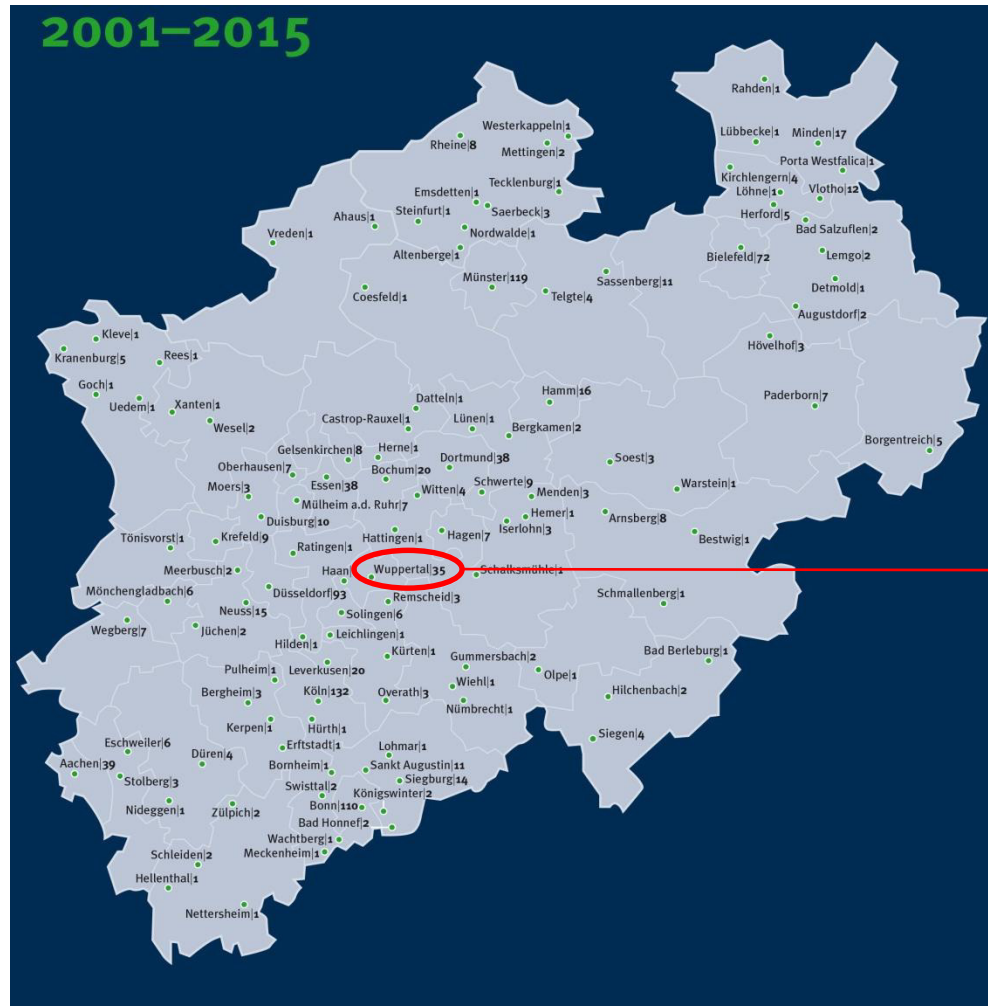 2001–2015
Rahden|1
Westerkappeln|1
Lübbecke|1
Minden|17
Rheine|8
Mettingen|2
Porta Westfalica|1
Kirchlengern|4
Tecklenburg|1
Löhne|1
Vlotho|12
Emsdetten|1
Ahaus|1
Steinfurt|1
Saerbeck|3
Herford|5
Vreden|1
Nordwalde|1
Bad Salzuflen|2
Altenberge|1
Bielefeld|72
Lemgo|2
Münster|119
Sassenberg|11
Coesfeld|1
Telgte|4
Detmold|1
Augustdorf|2
Kleve|1
Hövelhof|3
Kranenburg|5
Rees|1
Goch|1
Hamm|16
Uedem|1
Xanten|1
Datteln|1
Paderborn|7
Wesel|2
Castrop-Rauxel|1
Lünen|1
Bergkamen|2
Borgentreich|5
Gelsenkirchen|8
Herne|1
Dortmund|38
Soest|3
Oberhausen|7
Bochum|20
Moers|3
Essen|38
Witten|4
Schwerte|9
Menden|3
Warstein|1
Mülheim a.d. Ruhr|7
Hemer|1
Arnsberg|8
Duisburg|10
Iserlohn|3
Tönisvorst|1
Krefeld|9
Hattingen|1
Hagen|7
Bestwig|1
Ratingen|1
Meerbusch|2
Haan|
Wuppertal|35
Schalksmühle|1
Mönchengladbach|6
Düsseldorf|93
Remscheid|3
Schmallenberg|1
Neuss|15
Solingen|6
Wegberg|7
Jüchen|2
Hilden|1
Leichlingen|1
Kürten|1
Bad Berleburg|1
Pulheim|1
Leverkusen|20
Gummersbach|2
Olpe|1
Bergheim|3
Köln|132
Overath|3
Wiehl|1
Hilchenbach|2
Nümbrecht|1
Kerpen|1
Hürth|1
Siegen|4
Eschweiler|6
Erftstadt|1
Lohmar|1
Aachen|39
Düren|4
Bornheim|1
Sankt Augustin|11
Stolberg|3
Swisttal|2
Siegburg|14
Nideggen|1
Zülpich|2
Königswinter|2
Bonn|110
Bad Honnef|2
Wachtberg|1
Schleiden|2
Meckenheim|1
Hellenthal|1
Nettersheim|1